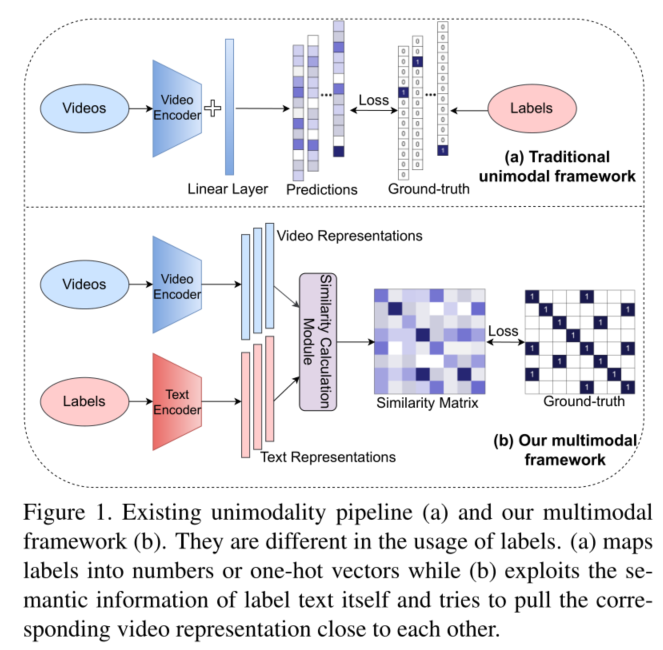 Videos
Video
Encoder
Linear Layer
Predictions
...
Loss
...
Ground-truth
Labels
(a) Traditional
unimodal framework
Videos
Video
Encoder
Video Representations
Labels
Text
Encoder
Text Representations
Similarity Calculation
Module
Similarity Matrix
Loss
Ground-truth
(b) Our multimodal
framework
Figure 1. Existing unimodality pipeline (a) and our multimodal
framework (b). They are different in the usage of labels. (a) maps
labels into numbers or one-hot vectors while (b) exploits the se-
mantic information of label text itself and tries to pull the corre-
sponding video representation close to each other.